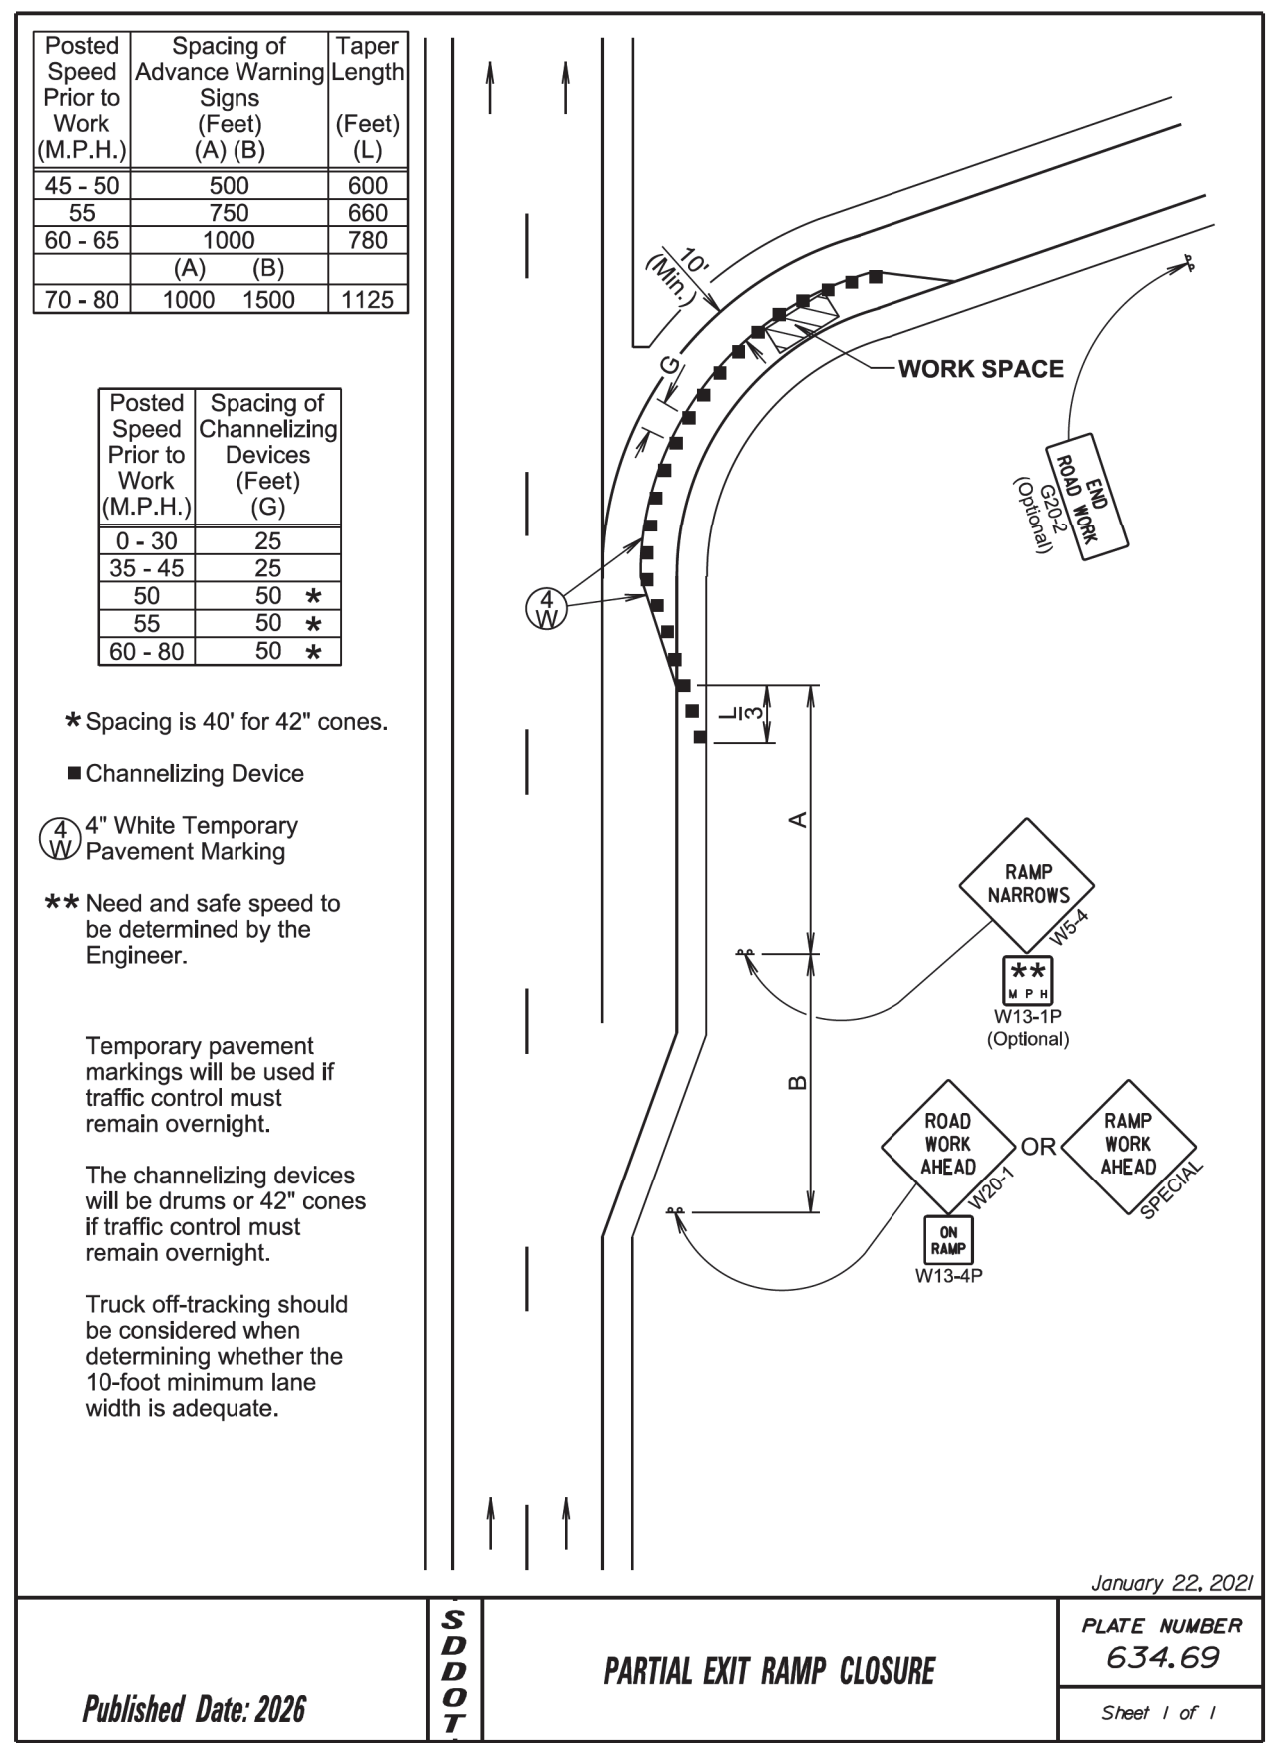 Posted Spacing of Taper
Speed Advance Warning Length
Prior to Signs
Work (Feet) (Feet)
(M.P.H.) (A) (B) (L)
45 - 50 500 600
55 750 660
60 - 65 1000 780
(A) (B)
70 - 80 1000 1500 1125
Posted Spacing of
Speed Channelizing
Prior to Devices
Work (Feet)
(M.P.H.) (G)
0 - 30 25
35 - 45 25
50 50 *
55 50 *
60 - 80 50 *
* Spacing is 40' for 42" cones.
■ Channelizing Device
4
W
4" White Temporary
Pavement Marking
** Need and safe speed to
be determined by the
Engineer.
Temporary pavement
markings will be used if
traffic control must
remain overnight.
The channelizing devices
will be drums or 42" cones
if traffic control must
remain overnight.
Truck off-tracking should
be considered when
determining whether the
10-foot minimum lane
width is adequate.
10'
(Min.)
G
WORK SPACE
END
ROAD WORK
G20-2
(Optional)
4
W
L
3
A
RAMP
NARROWS
W5-4
**
M P H
W13-1P
(Optional)
B
ROAD
WORK
AHEAD
W20-1
OR
RAMP
WORK
AHEAD
SPECIAL
ON
RAMP
W13-4P
January 22, 2021
Published Date: 2026
S
D
D
O
T
PARTIAL EXIT RAMP CLOSURE
PLATE NUMBER
634.69
Sheet 1 of 1